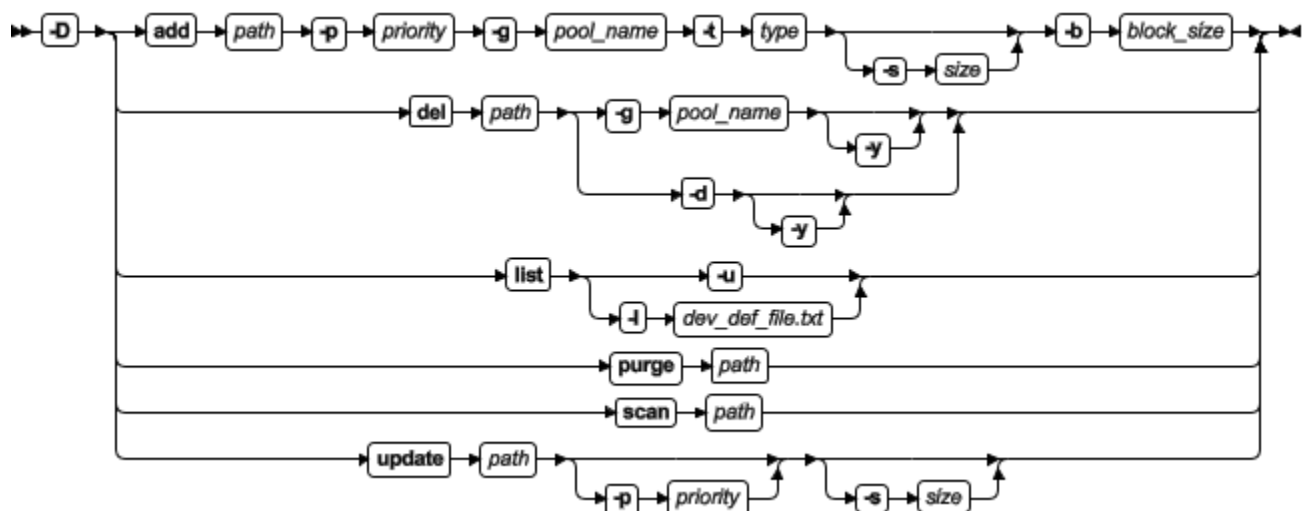 -D add path -p priority -g pool_name -t type -b block_size
-s size
del path -g pool_name
-y
-d
-y
list -u
-l dev_def_file.txt
purge path
scan path
update path
-p priority -s size